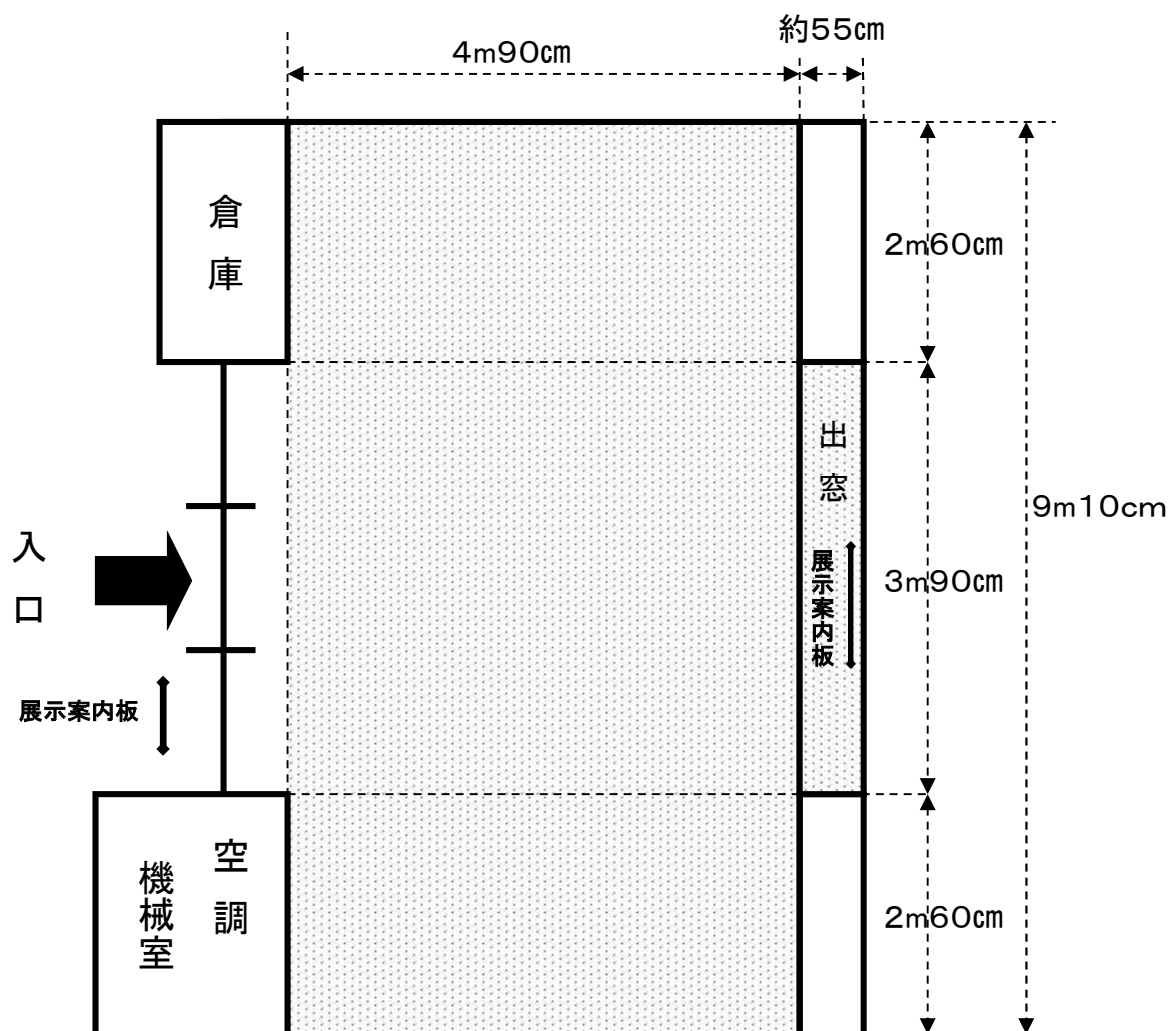 約55㎝
4m90㎝
倉庫
2m60㎝
出窓
9m10cm
入口
展示案内板
3m90㎝
展示案内板
空調
機械室
2m60㎝